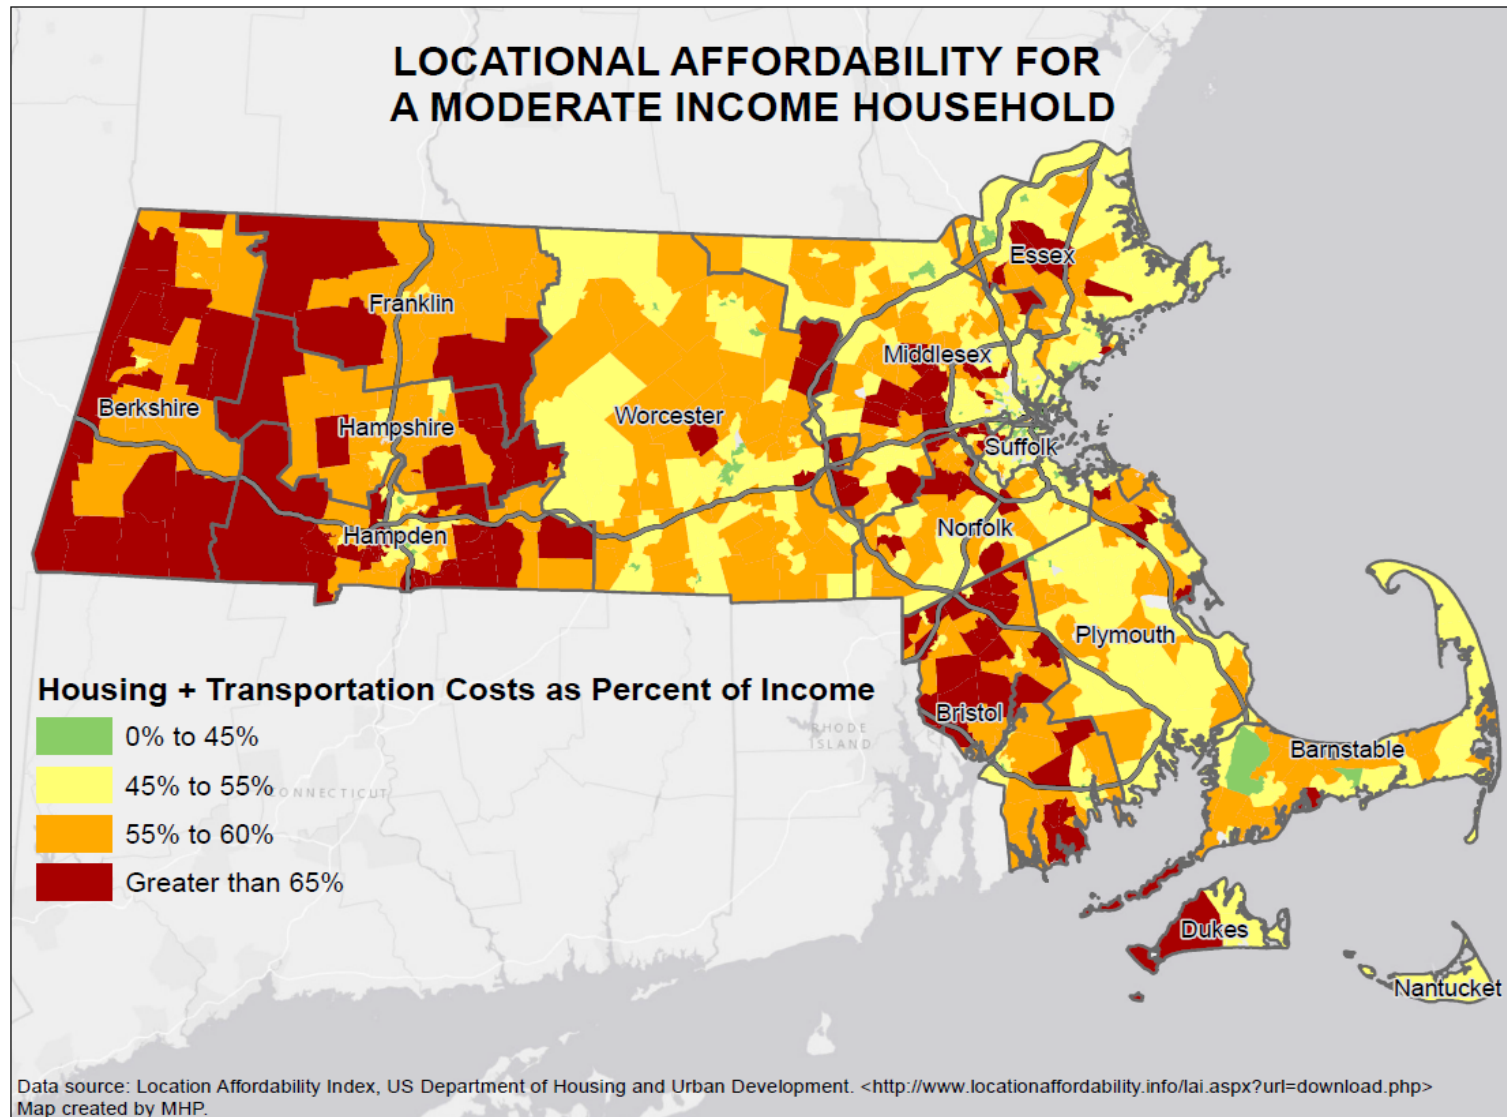 LOCATIONAL AFFORDABILITY FOR
A MODERATE INCOME HOUSEHOLD
Essex
Franklin
Middlesex
Berkshire
Worcester
Hampshire
Suffolk
Hampden
Norfolk
Plymouth
Housing + Transportation Costs as Percent of Income
0% to 45%
45% to 55%
55% to 60%
Greater than 65%
Bristol
RHODE
ISLAND
Barnstable
CONNECTICUT
Dukes
Nantucket
Data source: Location Affordability Index, US Department of Housing and Urban Development. <http://www.locationaffordability.info/lai.aspx?url=download.php>
Map created by MHP.